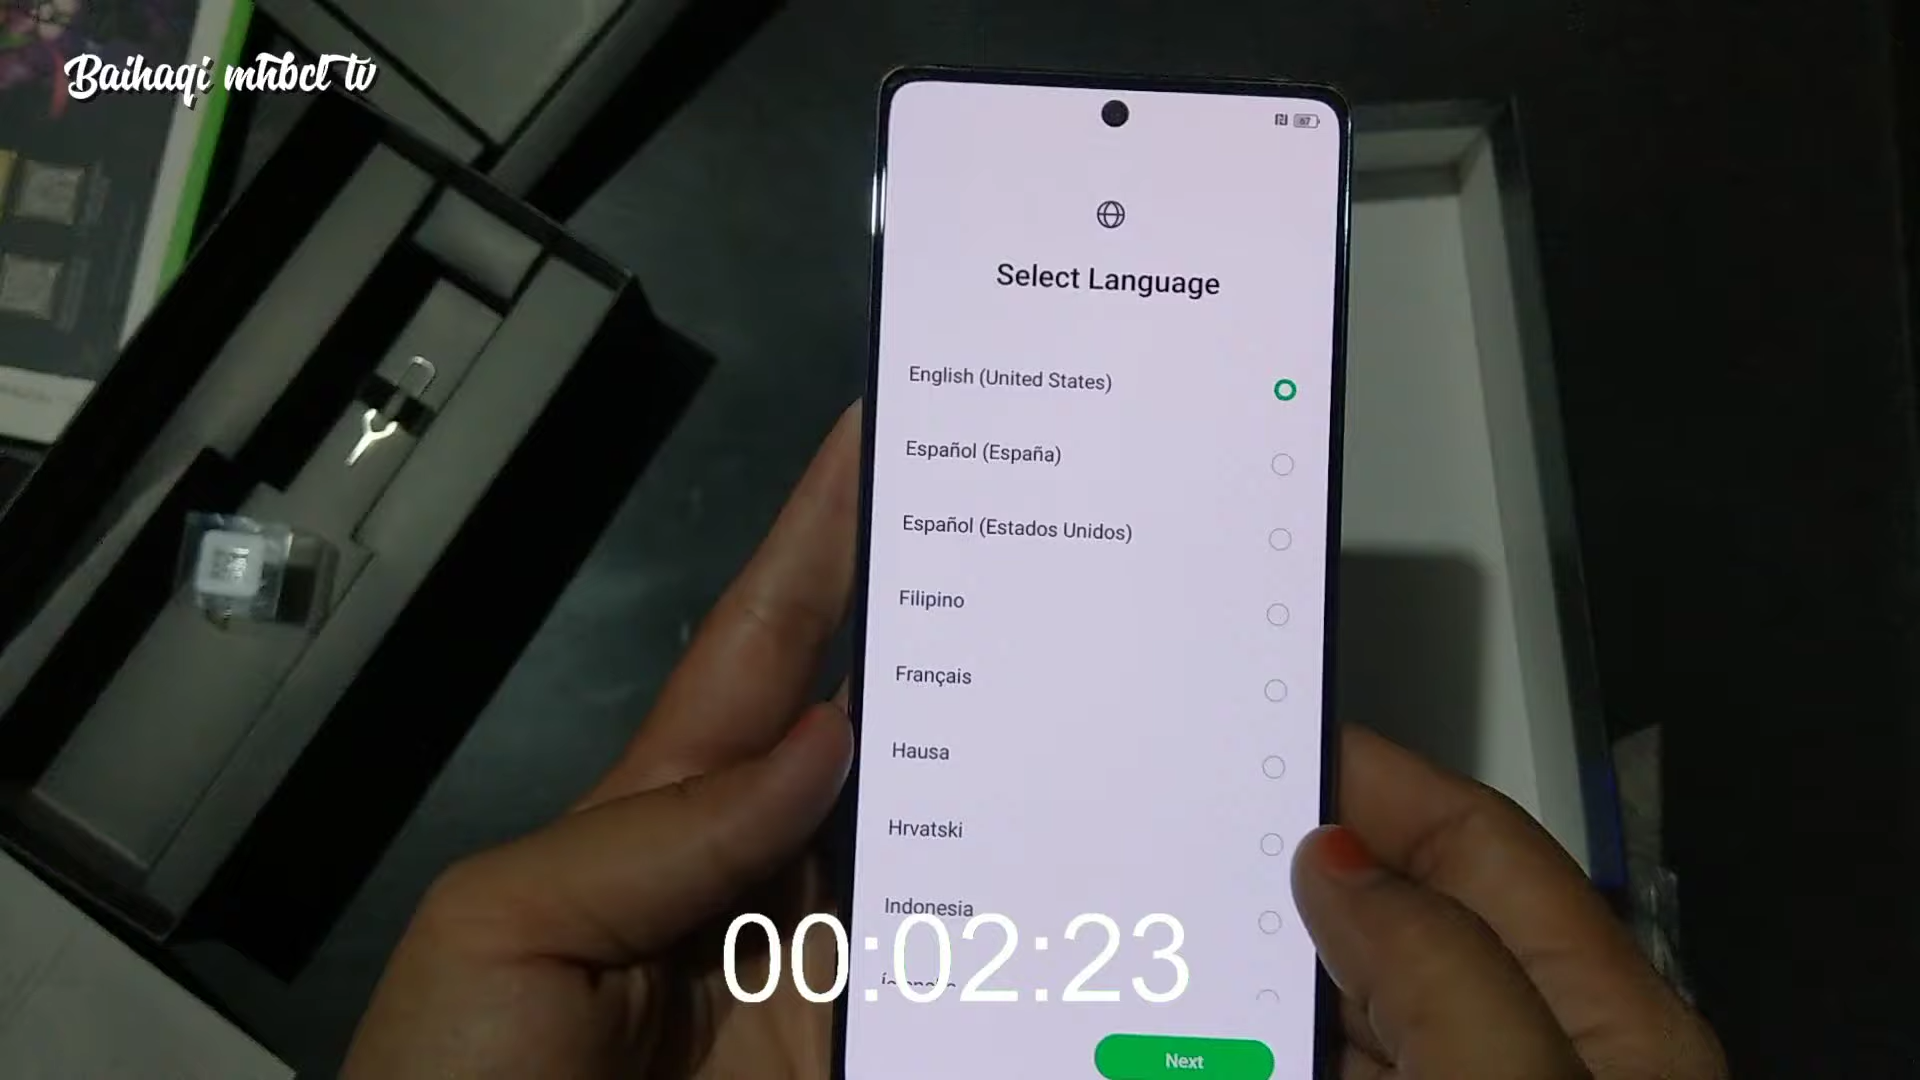 Baihaqi mhbcl tv
67
Select Language
English (United States)
Español (España)
Español (Estados Unidos)
Filipino
Français
Hausa
Hrvatski
Indonesia
00:02:23
Next